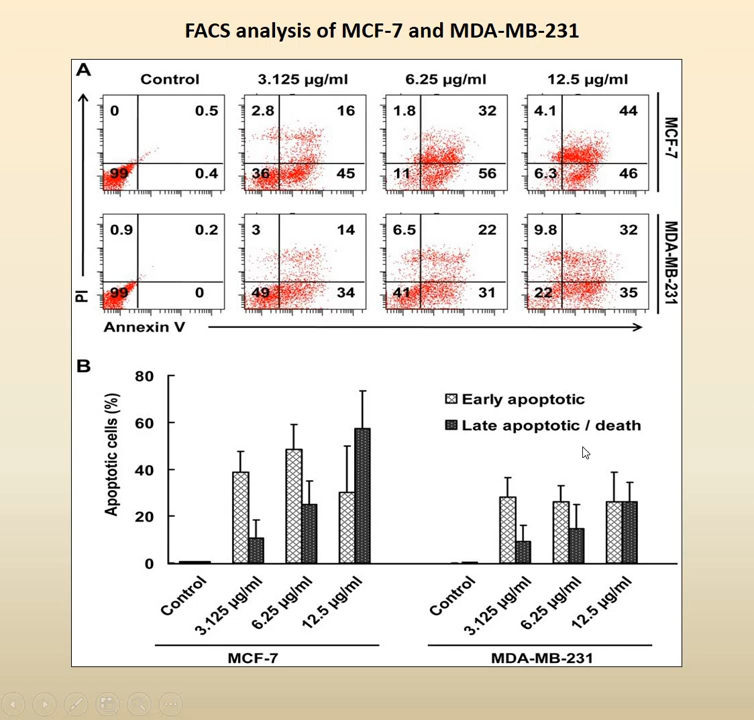 FACS analysis of MCF-7 and MDA-MB-231
A
Control 3.125 µg/ml 6.25 µg/ml 12.5 µg/ml
0 0.5 2.8 16 1.8 32 4.1 44
99 0.4 36 45 11 56 6.3 46
MCF-7
0.9 0.2 3 14 6.5 22 9.8 32
99 0 49 34 41 31 22 35
MDA-MB-231
PI
Annexin V
B
Apoptotic cells (%)
80
60
40
20
0
Early apoptotic
Late apoptotic / death
Control 3.125 µg/ml 6.25 µg/ml 12.5 µg/ml Control 3.125 µg/ml 6.25 µg/ml 12.5 µg/ml
MCF-7 MDA-MB-231